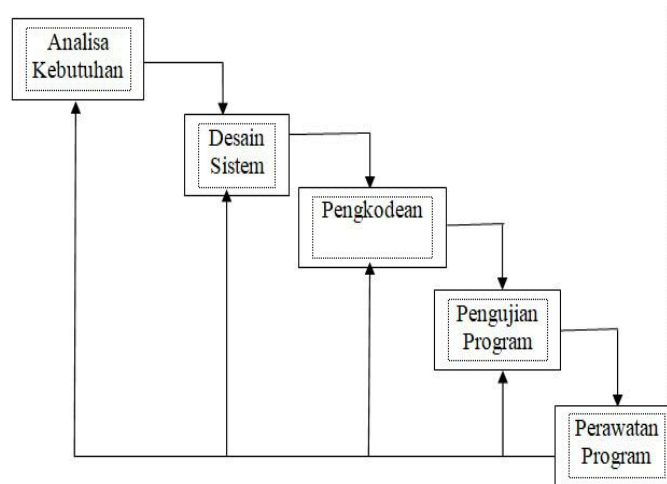 Analisa
Kebutuhan
Desain
Sistem
Pengkodean
Pengujian
Program
Perawatan
Program